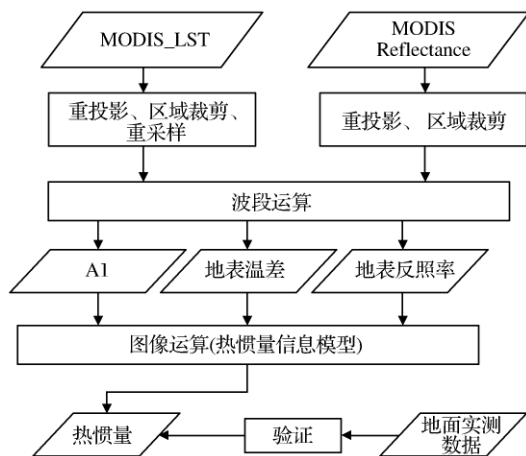 MODIS_LST
MODIS
Reflectance
重投影、区域裁剪、
重采样
重投影、区域裁剪
波段运算
A1
地表温差
地表反照率
图像运算(热惯量信息模型)
热惯量
验证
地面实测
数据